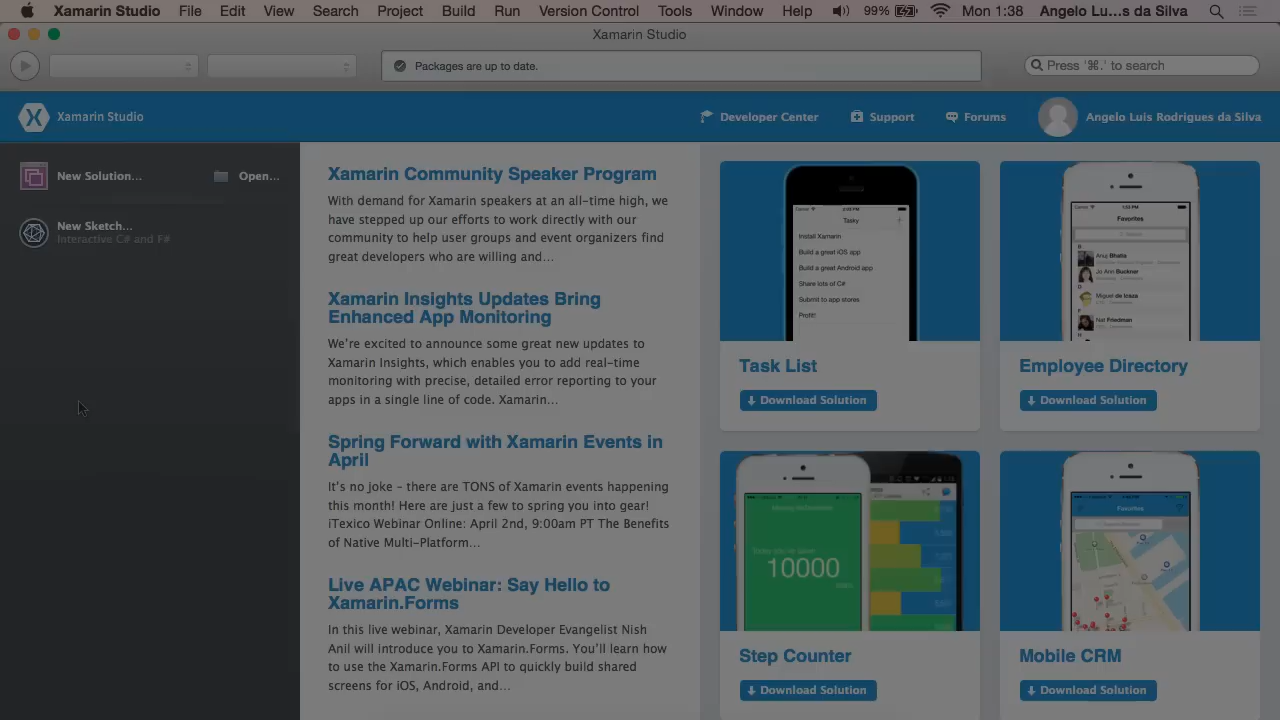 Xamarin Studio File Edit View Search Project Build Run Version Control Tools Window Help 99% Mon 1:38 Angelo Lu...s da Silva
Xamarin Studio
Packages are up to date.
Press '⌘.' to search
Xamarin Studio
Developer Center
Support
Forums
Angelo Luis Rodrigues da Silva
New Solution...
Open...
New Sketch...
Interactive C# and F#
Xamarin Community Speaker Program
With demand for Xamarin speakers at an all-time high, we
have stepped up our efforts to work directly with our
community to help user groups and event organizers find
great developers who are willing and...
Xamarin Insights Updates Bring
Enhanced App Monitoring
We're excited to announce some great new updates to
Xamarin Insights, which enables you to add real-time
monitoring with precise, detailed error reporting to your
apps in a single line of code. Xamarin...
Spring Forward with Xamarin Events in
April
It's no joke – there are TONS of Xamarin events happening
this month! Here are just a few to spring you into gear!
iTexico Webinar Online: April 2nd, 9:00am PT The Benefits
of Native Multi-Platform...
Live APAC Webinar: Say Hello to
Xamarin.Forms
In this live webinar, Xamarin Developer Evangelist Nish
Anil will introduce you to Xamarin.Forms. You'll learn how
to use the Xamarin.Forms API to quickly build shared
screens for iOS, Android, and...
Tasky
Install Xamarin
Build a great iOS app
Build a great Android app
Share lots of C#
Submit to app stores
Profit!
Task List
Download Solution
Favorites
Anuj Bhatia
Jo Ann Buckner
Miguel de Icaza
Nat Friedman
Employee Directory
Download Solution
10000
Step Counter
Download Solution
Favorites
Mobile CRM
Download Solution